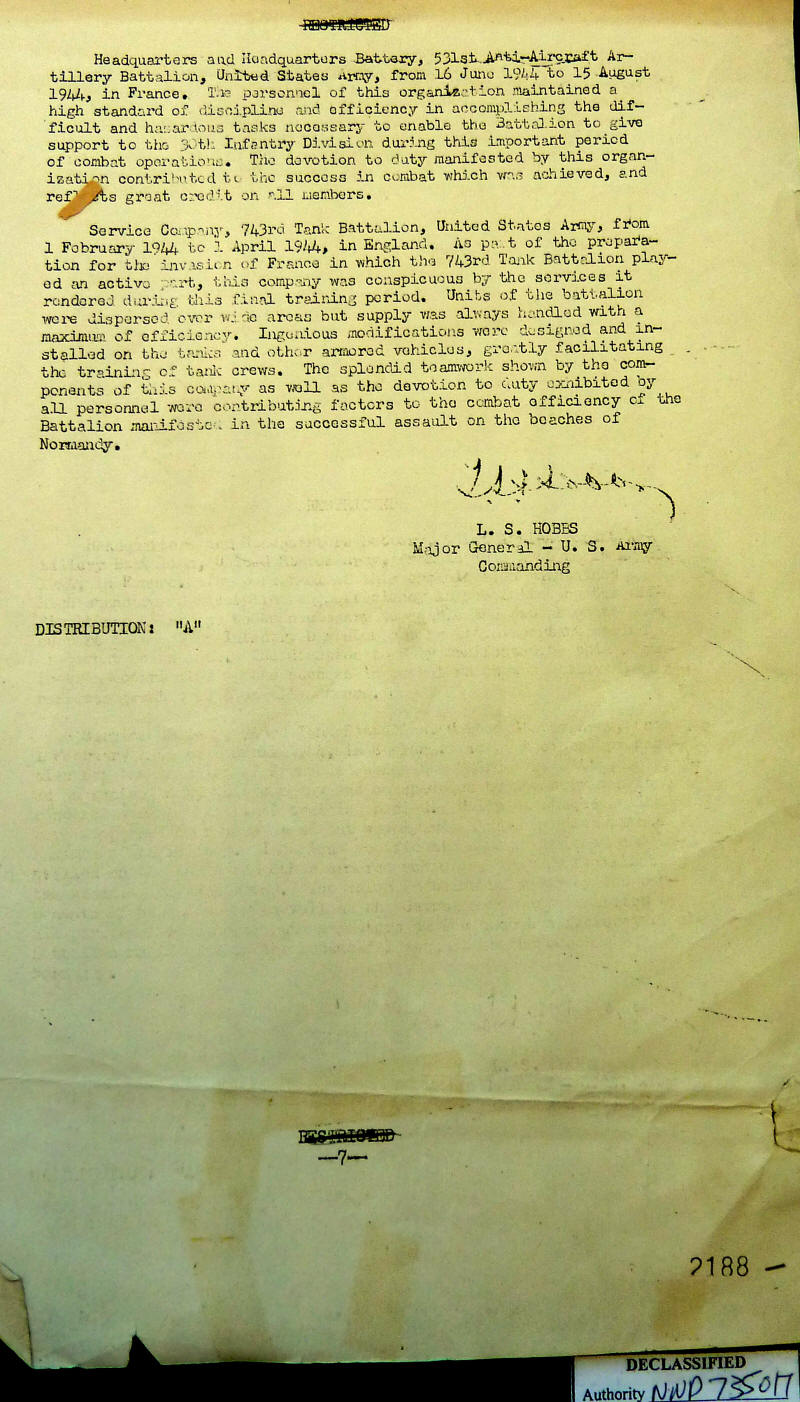 RESTRICTED
Headquarters and Headquarters Battery, 531st Anti-Aircraft Ar-
tillery Battalion, United States Army, from 16 June 1944 to 15 August
1944, in France. The personnel of this organization maintained a
high standard of discipline and efficiency in accomplishing the dif-
ficult and hazardous tasks necessary to enable the Battalion to give
support to the 30th Infantry Division during this important period
of combat operations. The devotion to duty manifested by this organ-
ization contributed to the success in combat which was achieved, and
reflects great credit on all members.
Service Company, 743rd Tank Battalion, United States Army, from
1 February 1944 to 1 April 1944, in England. As part of the prepara-
tion for the invasion of France in which the 743rd Tank Battalion play-
ed an active part, this company was conspicuous by the services it
rendered during this final training period. Units of the battalion
were dispersed over wide areas but supply was always handled with a
maximum of efficiency. Ingenious modifications were designed and in-
stalled on the tanks and other armored vehicles, greatly facilitating
the training of tank crews. The splendid teamwork shown by the com-
ponents of this company as well as the devotion to duty exhibited by
all personnel were contributing factors to the combat efficiency of the
Battalion manifested in the successful assault on the beaches of
Normandy.
L. S. HOBBS
Major General - U. S. Army
Commanding
DISTRIBUTION: "A"
RESTRICTED
-7-
2188 -
DECLASSIFIED
Authority NND 735017